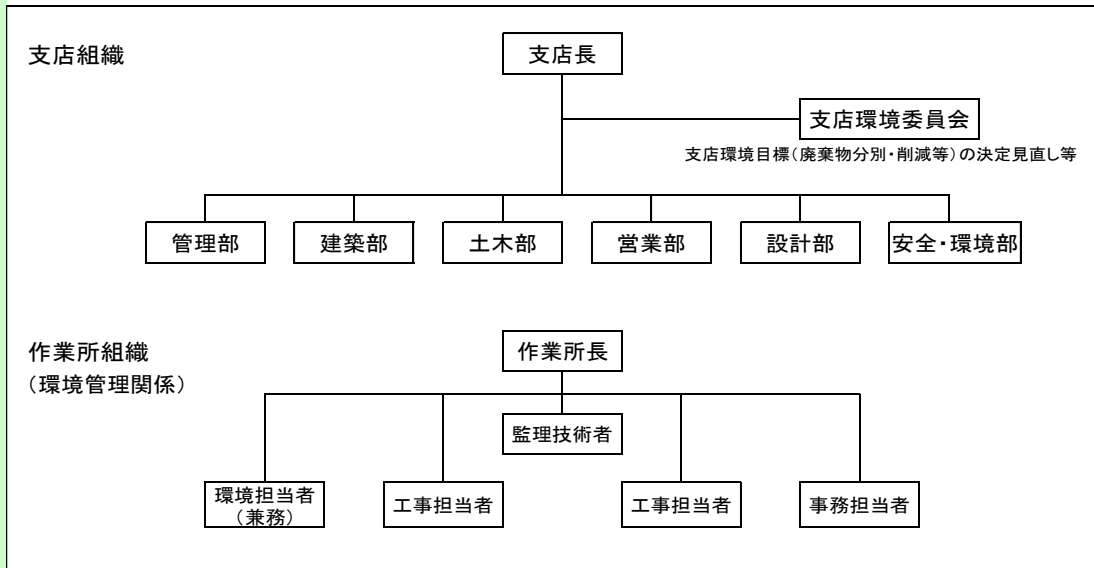 支店組織
支店長
支店環境委員会
支店環境目標(廃棄物分別・削減等)の決定見直し等
管理部
建築部
土木部
営業部
設計部
安全・環境部
作業所組織
(環境管理関係)
作業所長
監理技術者
環境担当者
(兼務)
工事担当者
工事担当者
事務担当者